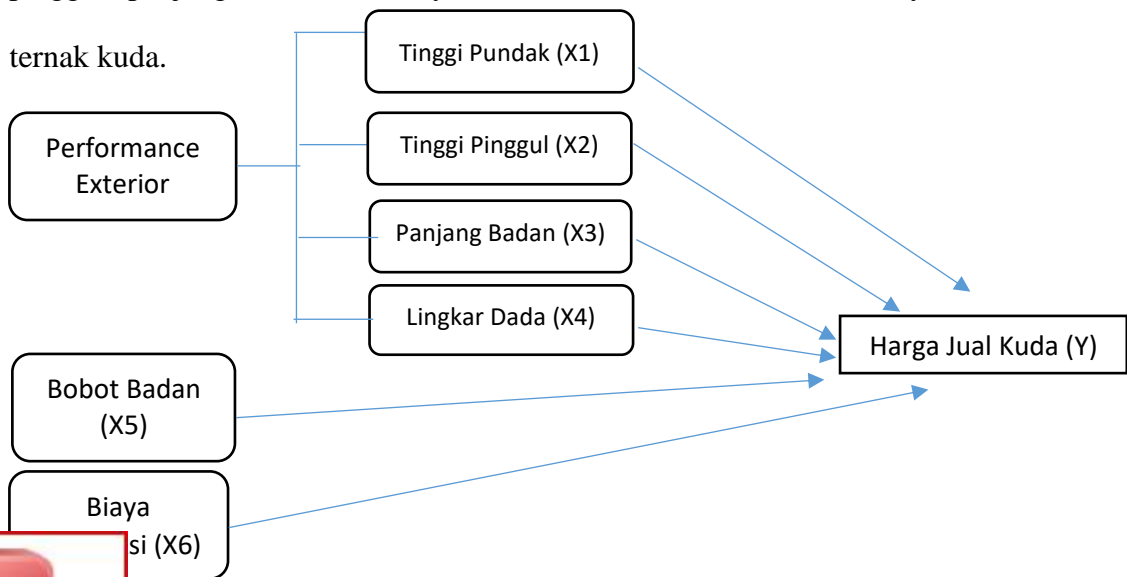 ternak kuda.
Tinggi Pundak (X1)
Performance
Exterior
Tinggi Pinggul (X2)
Panjang Badan (X3)
Lingkar Dada (X4)
Harga Jual Kuda (Y)
Bobot Badan
(X5)
Biaya
si (X6)